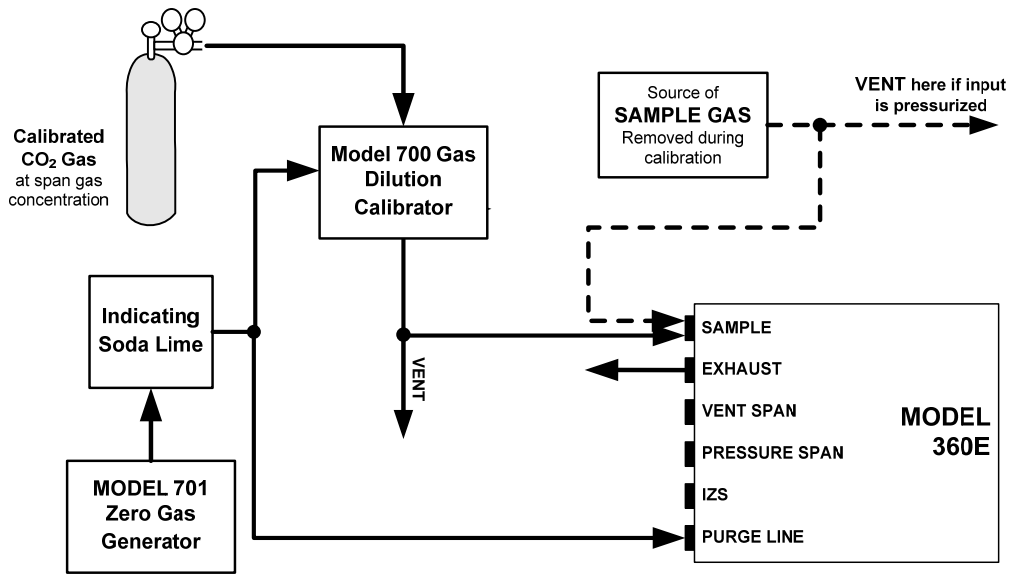 Calibrated
CO₂ Gas
at span gas
concentration
Model 700 Gas
Dilution
Calibrator
Source of
SAMPLE GAS
Removed during
calibration
VENT here if input
is pressurized
Indicating
Soda Lime
MODEL 701
Zero Gas
Generator
VENT
SAMPLE
EXHAUST
VENT SPAN
PRESSURE SPAN
IZS
PURGE LINE
MODEL
360E